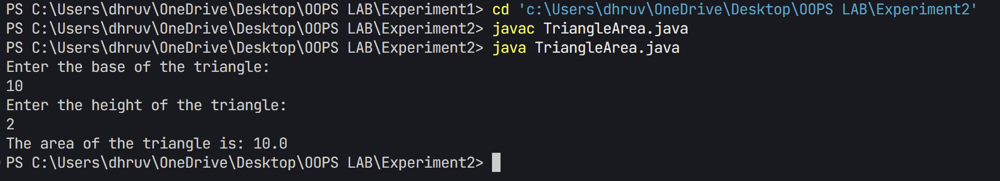 PS C:\Users\dhruv\OneDrive\Desktop\OOPS LAB\Experiment1> cd 'c:\Users\dhruv\OneDrive\Desktop\OOPS LAB\Experiment2'
PS C:\Users\dhruv\OneDrive\Desktop\OOPS LAB\Experiment2> javac TriangleArea.java
PS C:\Users\dhruv\OneDrive\Desktop\OOPS LAB\Experiment2> java TriangleArea.java
Enter the base of the triangle:
10
Enter the height of the triangle:
2
The area of the triangle is: 10.0
PS C:\Users\dhruv\OneDrive\Desktop\OOPS LAB\Experiment2>